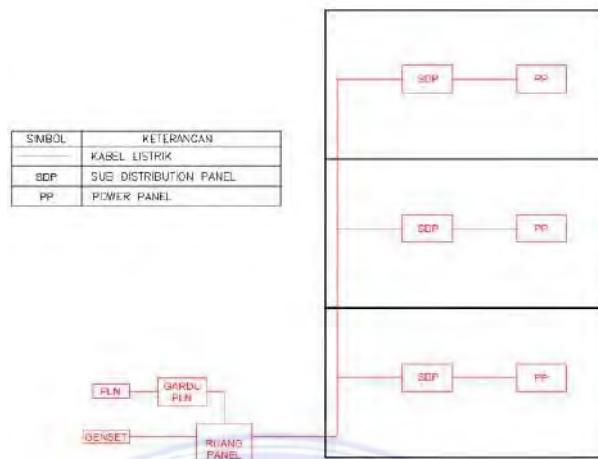 SDP PP
SIMBOL KETERANGAN
KABEL LISTRIK
SDP SUB DISTRIBUTION PANEL
PP POWER PANEL
SDP PP
SDP PP
PLN GARDU
PLN
GENSET RUANG
PANEL